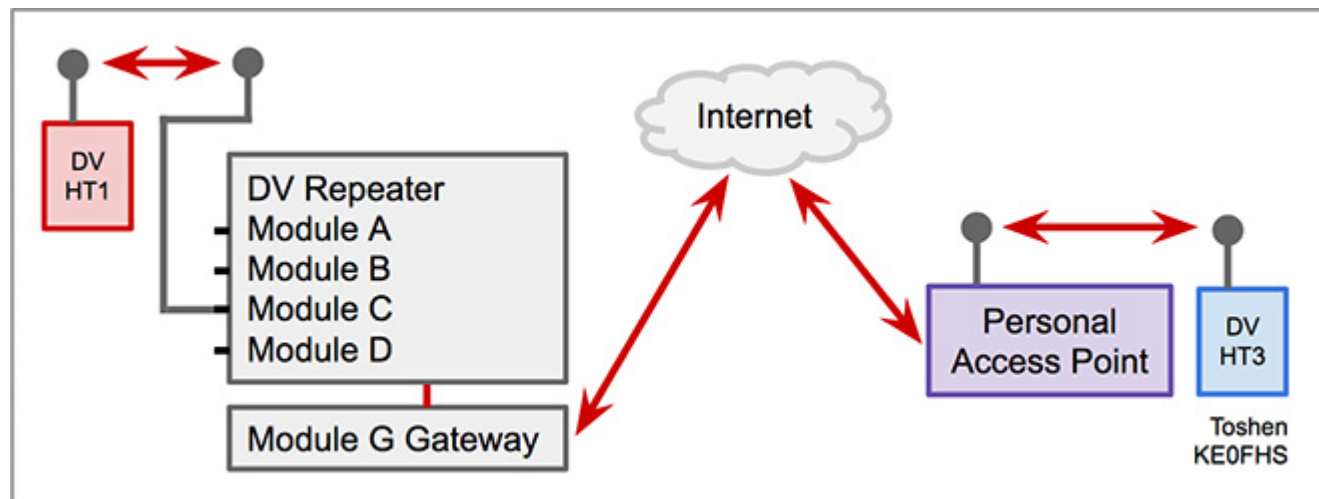 DV
HT1
DV Repeater
Module A
Module B
Module C
Module D
Module G Gateway
Internet
Personal
Access Point
DV
HT3
Toshen
KE0FHS